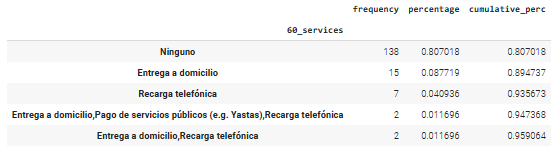 frequency percentage cumulative_perc
60_services
Ninguno 138 0.807018 0.807018
Entrega a domicilio 15 0.087719 0.894737
Recarga telefónica 7 0.040936 0.935673
Entrega a domicilio,Pago de servicios públicos (e.g. Yastas),Recarga telefónica 2 0.011696 0.947368
Entrega a domicilio,Recarga telefónica 2 0.011696 0.959064